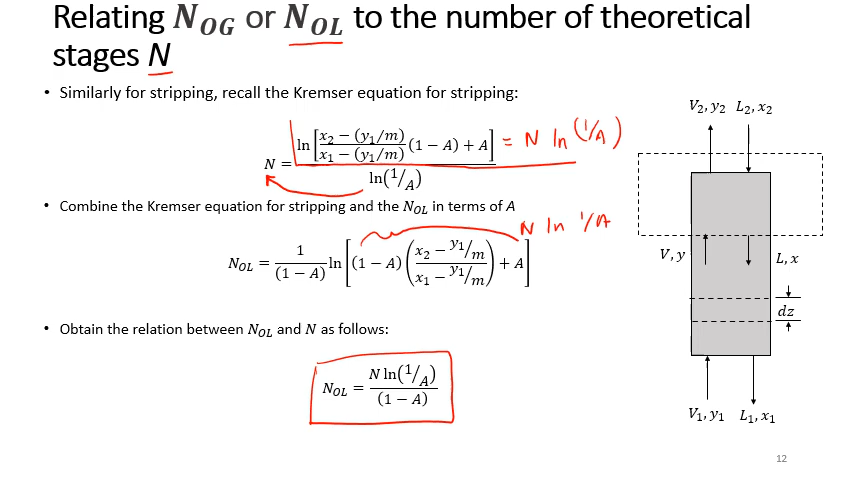 Relating N_OG or N_OL to the number of theoretical
stages N
• Similarly for stripping, recall the Kremser equation for stripping:
N = ln[(x₂ − (y₁/m))/(x₁ − (y₁/m)) (1 − A) + A] / ln(1/A) = N ln (1/A)
• Combine the Kremser equation for stripping and the N_OL in terms of A
N ln 1/A
N_OL = 1/(1 − A) ln[(1 − A)((x₂ − y₁/m)/(x₁ − y₁/m)) + A]
• Obtain the relation between N_OL and N as follows:
N_OL = N ln(1/A)/(1 − A)
V₂, y₂ L₂, x₂
V, y L, x
dz
V₁, y₁ L₁, x₁
12